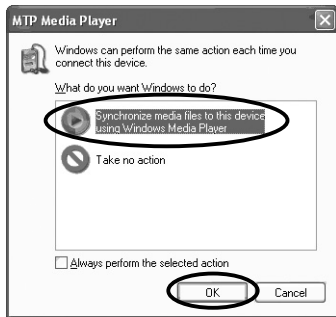 MTP Media Player
Windows can perform the same action each time you
connect this device.
What do you want Windows to do?
Synchronize media files to this device
using Windows Media Player
Take no action
Always perform the selected action
OK
Cancel